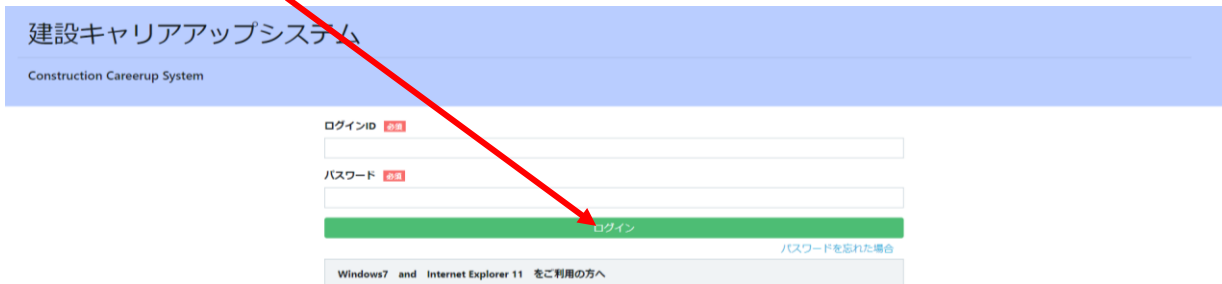 建設キャリアアップシステム
Construction Careerup System
ログインID 必須
パスワード 必須
ログイン
パスワードを忘れた場合
Windows7 and Internet Explorer 11 をご利用の方へ